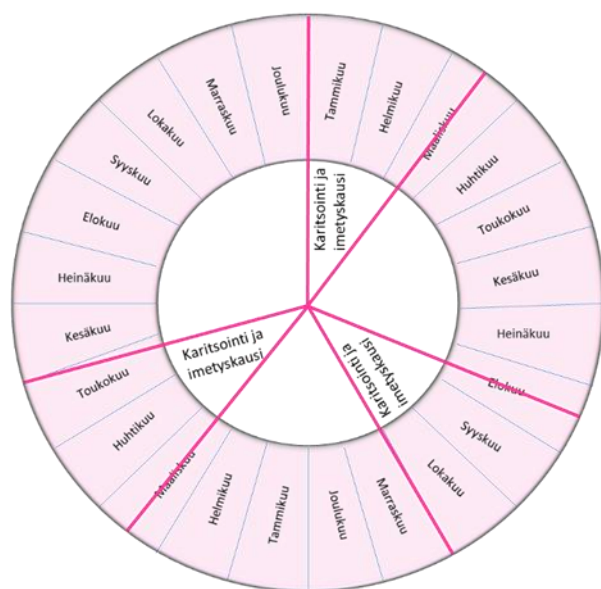 Tammikuu
Helmikuu
Maaliskuu
Huhtikuu
Toukokuu
Kesäkuu
Heinäkuu
Elokuu
Syyskuu
Lokakuu
Marraskuu
Joulukuu
Tammikuu
Helmikuu
Maaliskuu
Huhtikuu
Toukokuu
Kesäkuu
Heinäkuu
Elokuu
Syyskuu
Lokakuu
Marraskuu
Joulukuu
Karitsointi ja
imetyskausi
Karitsointi ja
imetyskausi
Karitsointi ja
imetyskausi